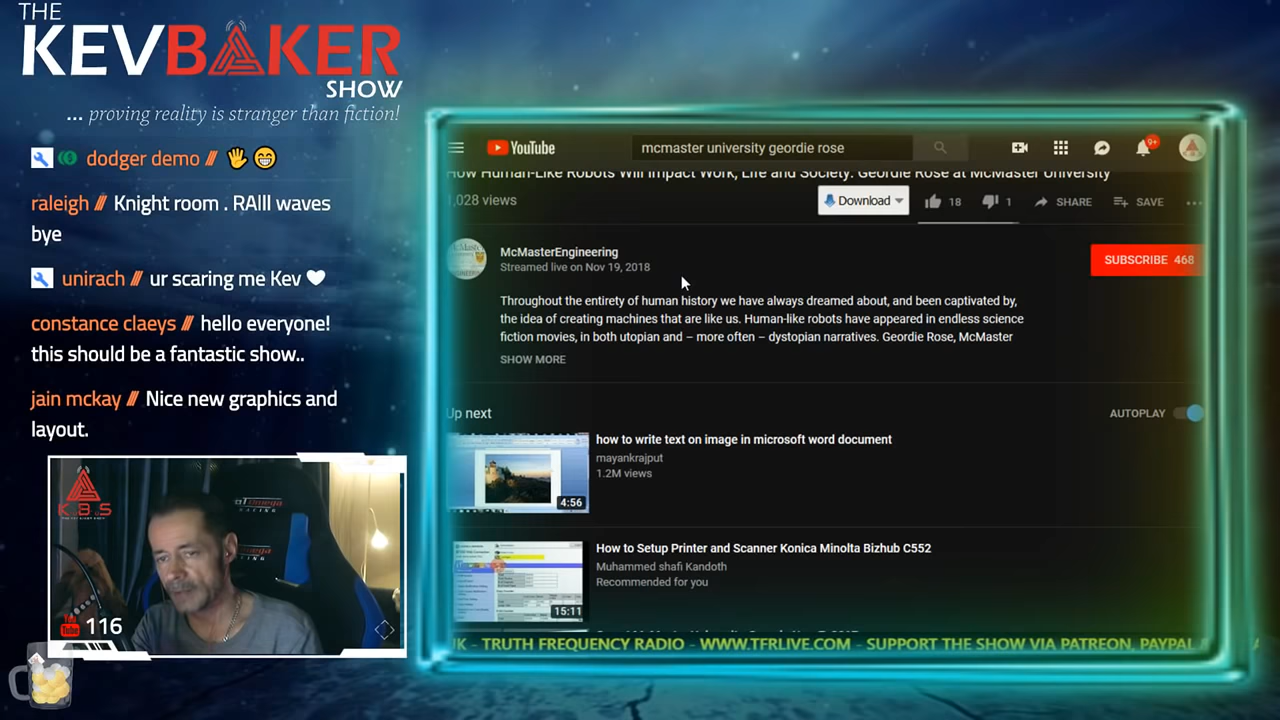 THE
KEVBAKER
SHOW
... proving reality is stranger than fiction!
dodger demo /// 🖐😁
raleigh /// Knight room . RAlll waves
bye
unirach /// ur scaring me Kev ♥
constance claeys /// hello everyone!
this should be a fantastic show..
jain mckay /// Nice new graphics and
layout.
KBS
Omega
RACING
Omega
RACING
116
YouTube
mcmaster university geordie rose
9+
How Human-Like Robots Will Impact Work, Life and Society: Geordie Rose at McMaster University
1,028 views
Download
18
1
SHARE
SAVE
McMasterEngineering
Streamed live on Nov 19, 2018
SUBSCRIBE 468
Throughout the entirety of human history we have always dreamed about, and been captivated by,
the idea of creating machines that are like us. Human-like robots have appeared in endless science
fiction movies, in both utopian and – more often – dystopian narratives. Geordie Rose, McMaster
SHOW MORE
Up next
AUTOPLAY
how to write text on image in microsoft word document
mayankrajput
1.2M views
4:56
How to Setup Printer and Scanner Konica Minolta Bizhub C552
Muhammed shafi Kandoth
Recommended for you
15:11
- TRUTH FREQUENCY RADIO - WWW.TFRLIVE.COM - SUPPORT THE SHOW VIA PATREON, PAYPAL